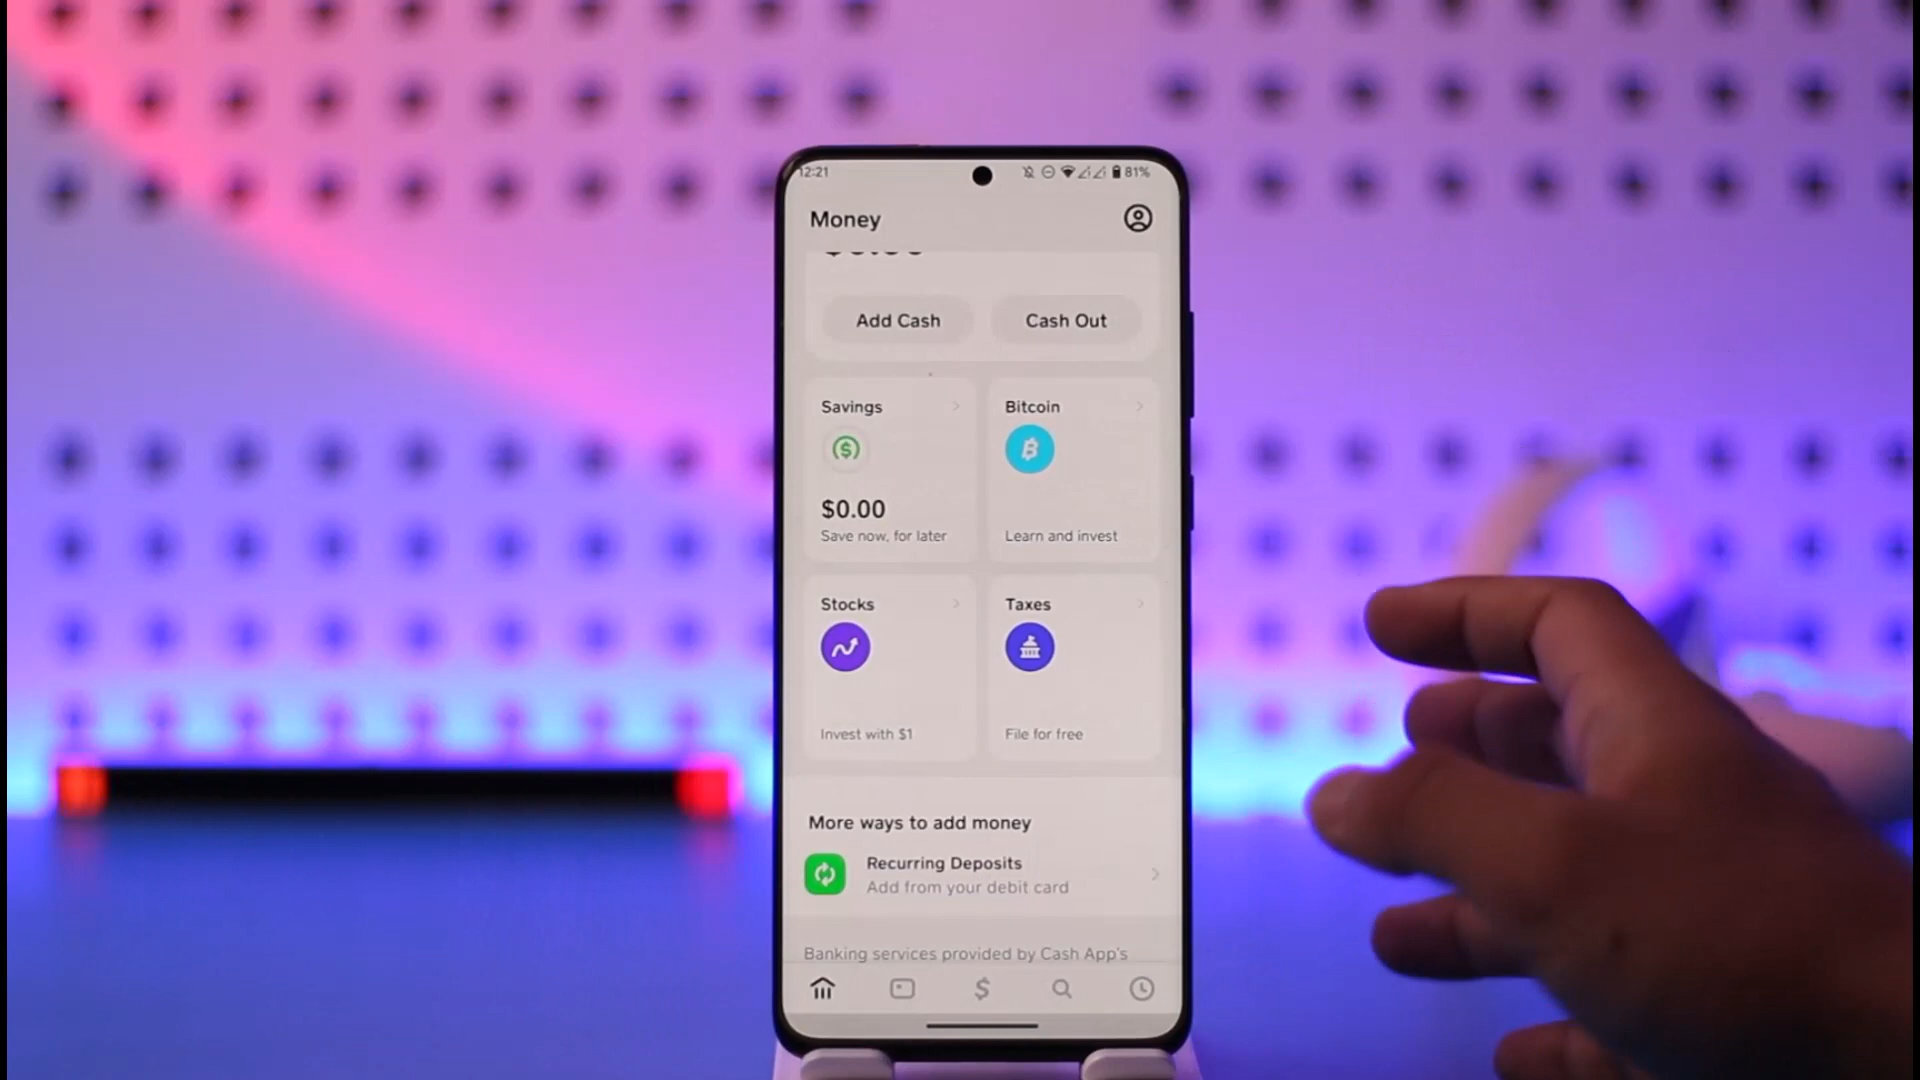 12:21
81%
Money
Add Cash
Cash Out
Savings
Bitcoin
$0.00
Save now, for later
Learn and invest
Stocks
Taxes
Invest with $1
File for free
More ways to add money
Recurring Deposits
Add from your debit card
Banking services provided by Cash App's